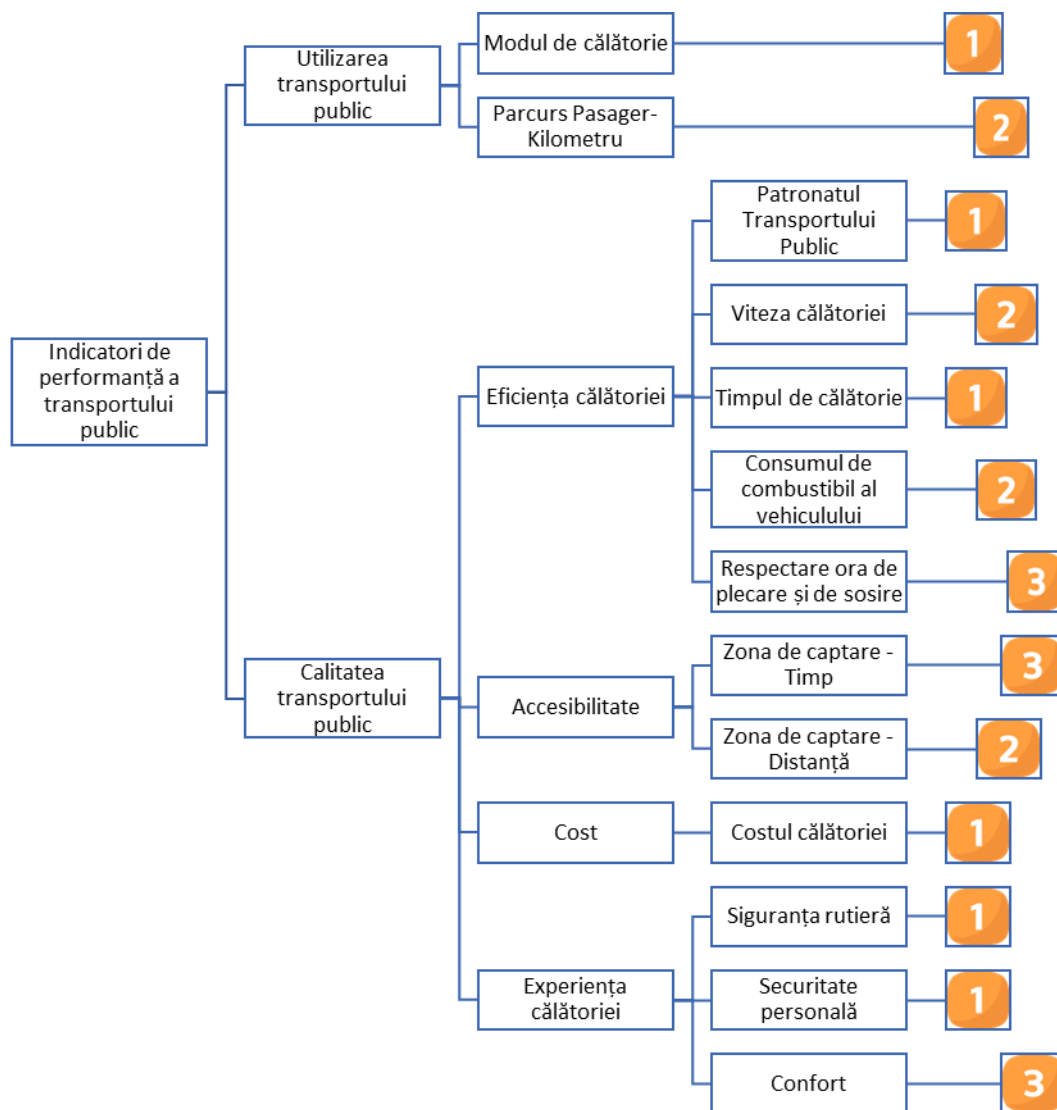 Modul de călătorie
1
Utilizarea
transportului
public
Parcurs Pasager-
Kilometru
2
Patronatul
Transportului
Public
1
Viteza călătoriei
2
Indicatori de
performanță a
transportului
public
Eficiența călătoriei
Timpul de călătorie
1
Consumul de
combustibil al
vehiculului
2
Respectare ora de
plecare și de sosire
3
Calitatea
transportului
public
Accesibilitate
Zona de captare -
Timp
3
Zona de captare -
Distanță
2
Cost
Costul călătoriei
1
Siguranța rutieră
1
Experiența
călătoriei
Securitate
personală
1
Confort
3